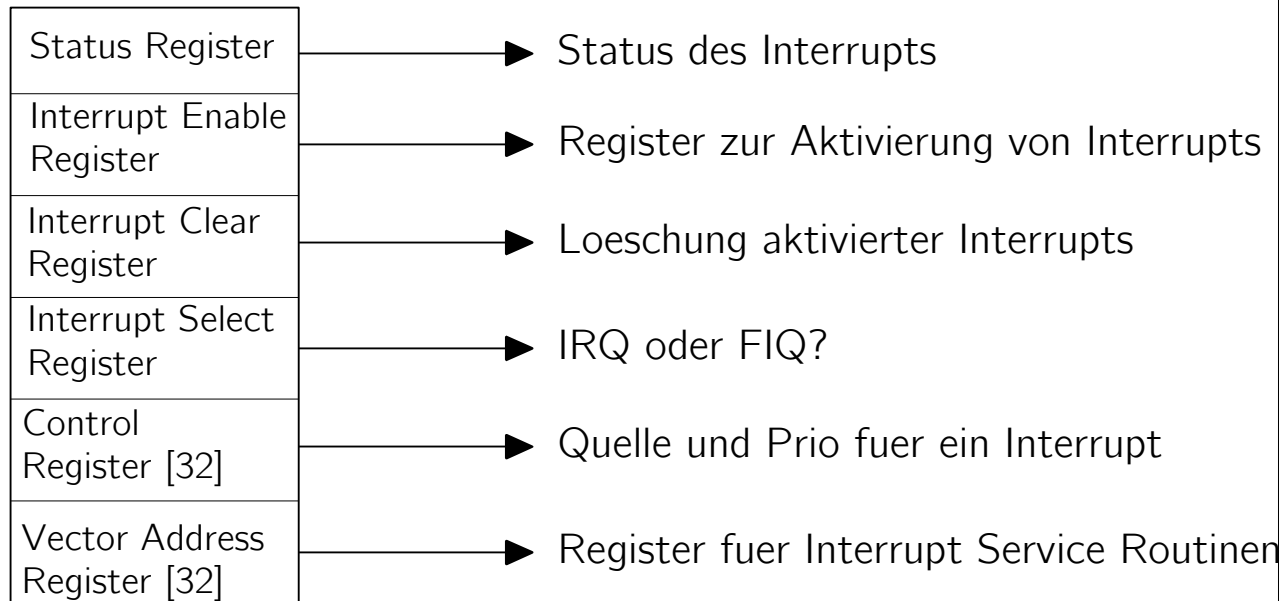 Status Register
Status des Interrupts
Interrupt Enable
Register
Register zur Aktivierung von Interrupts
Interrupt Clear
Register
Loeschung aktivierter Interrupts
Interrupt Select
Register
IRQ oder FIQ?
Control
Register [32]
Quelle und Prio fuer ein Interrupt
Vector Address
Register [32]
Register fuer Interrupt Service Routinen